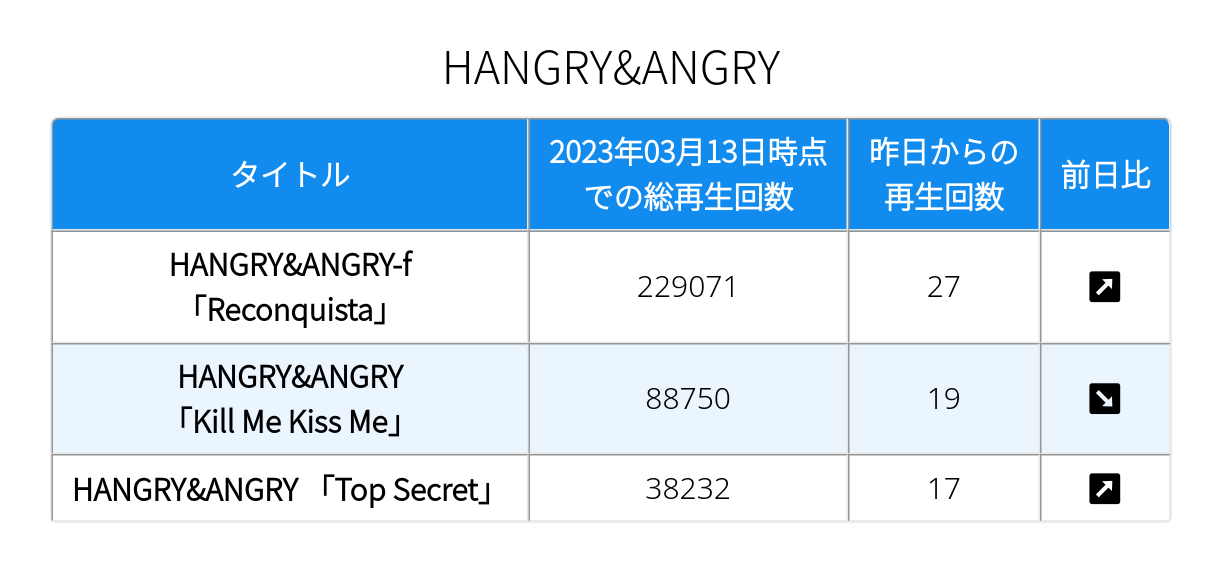 HANGRY&ANGRY
タイトル
2023年03月13日時点
での総再生回数
昨日からの
再生回数
前日比
HANGRY&ANGRY-f
「Reconquista」
229071
27
HANGRY&ANGRY
「Kill Me Kiss Me」
88750
19
HANGRY&ANGRY 「Top Secret」
38232
17